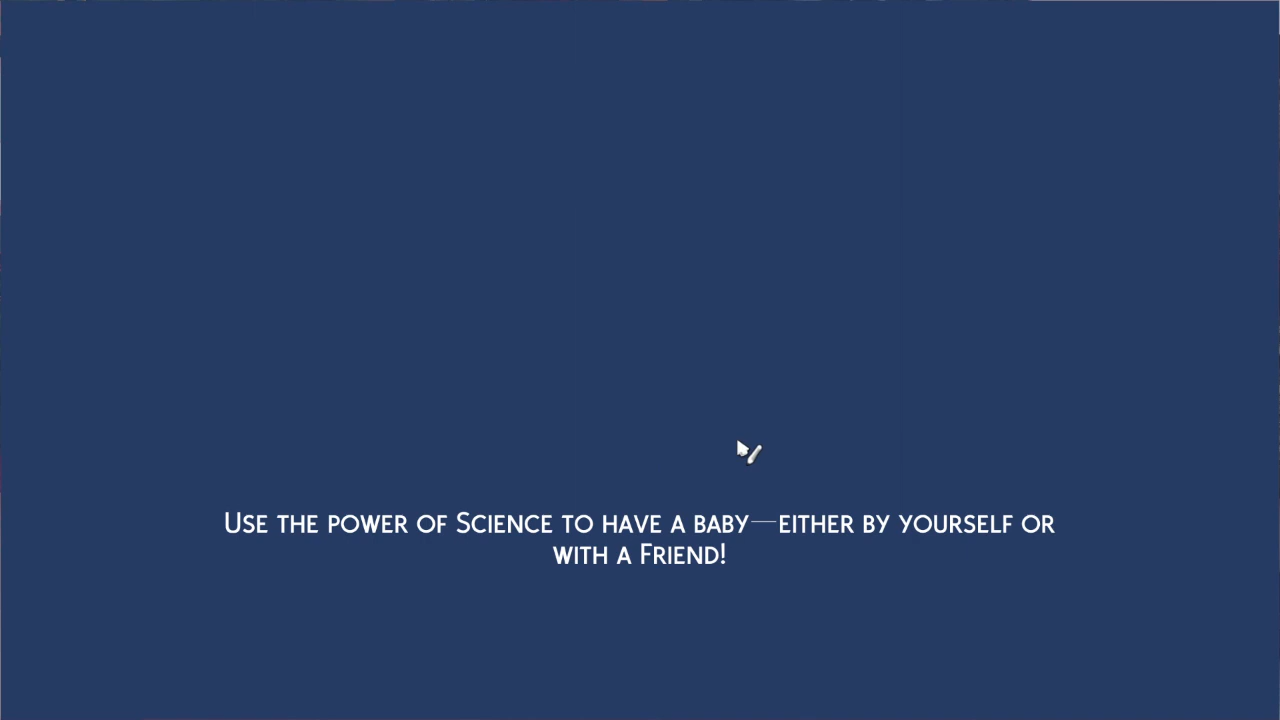 Use the power of Science to have a baby—either by yourself or
with a Friend!